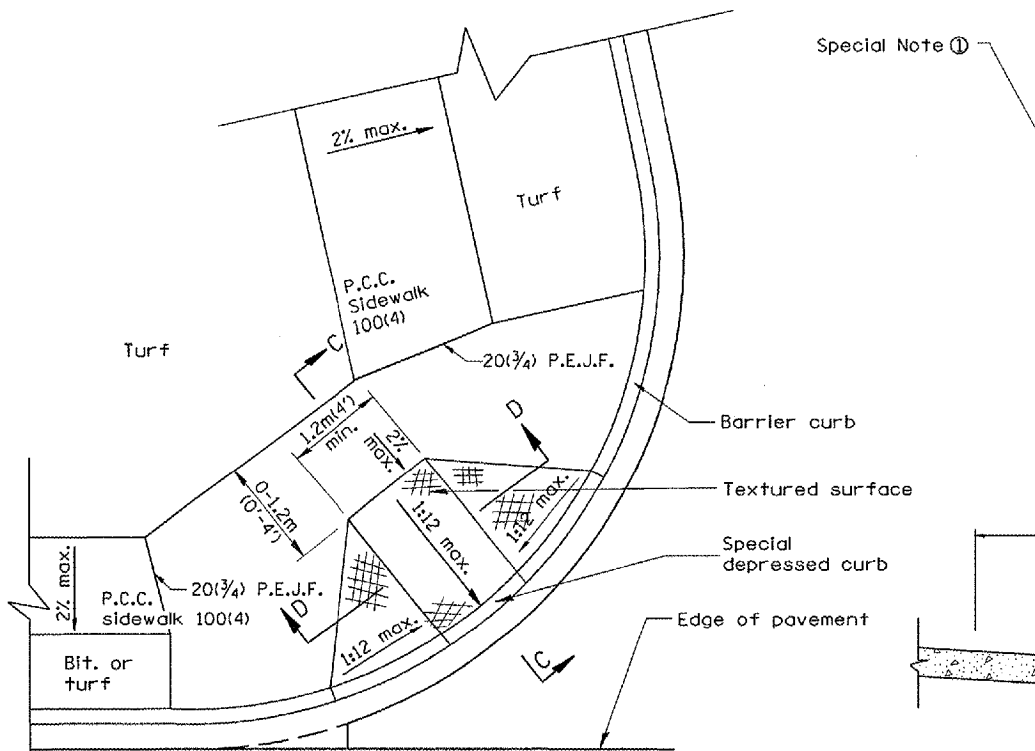 Special Note ①
2% max.
Turf
P.C.C.
Sidewalk
100(4)
Turf
C
20(3/4) P.E.J.F.
1.2m(4')
min.
2%
max.
D
Barrier curb
0-1.2m
(0'-4')
Textured surface
1:12 max.
1:12 max.
Special
depressed curb
2% max.
20(3/4) P.E.J.F.
P.C.C.
sidewalk 100(4)
D
1:12 max.
Edge of pavement
C
Bit. or
turf